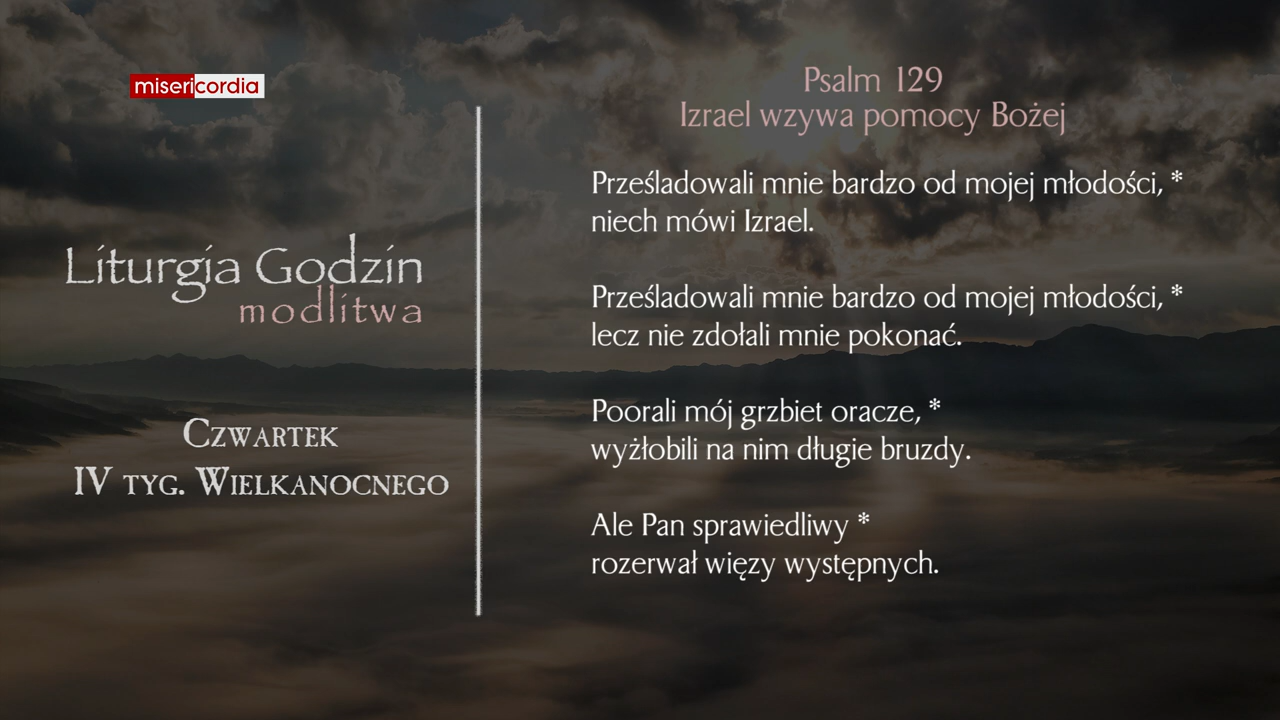 misericordia
Liturgia Godzin
modlitwa
Czwartek
IV tyg. Wielkanocnego
Psalm 129
Izrael wzywa pomocy Bożej
Prześladowali mnie bardzo od mojej młodości, *
niech mówi Izrael.
Prześladowali mnie bardzo od mojej młodości, *
lecz nie zdołali mnie pokonać.
Poorali mój grzbiet oracze, *
wyżłobili na nim długie bruzdy.
Ale Pan sprawiedliwy *
rozerwał więzy występnych.